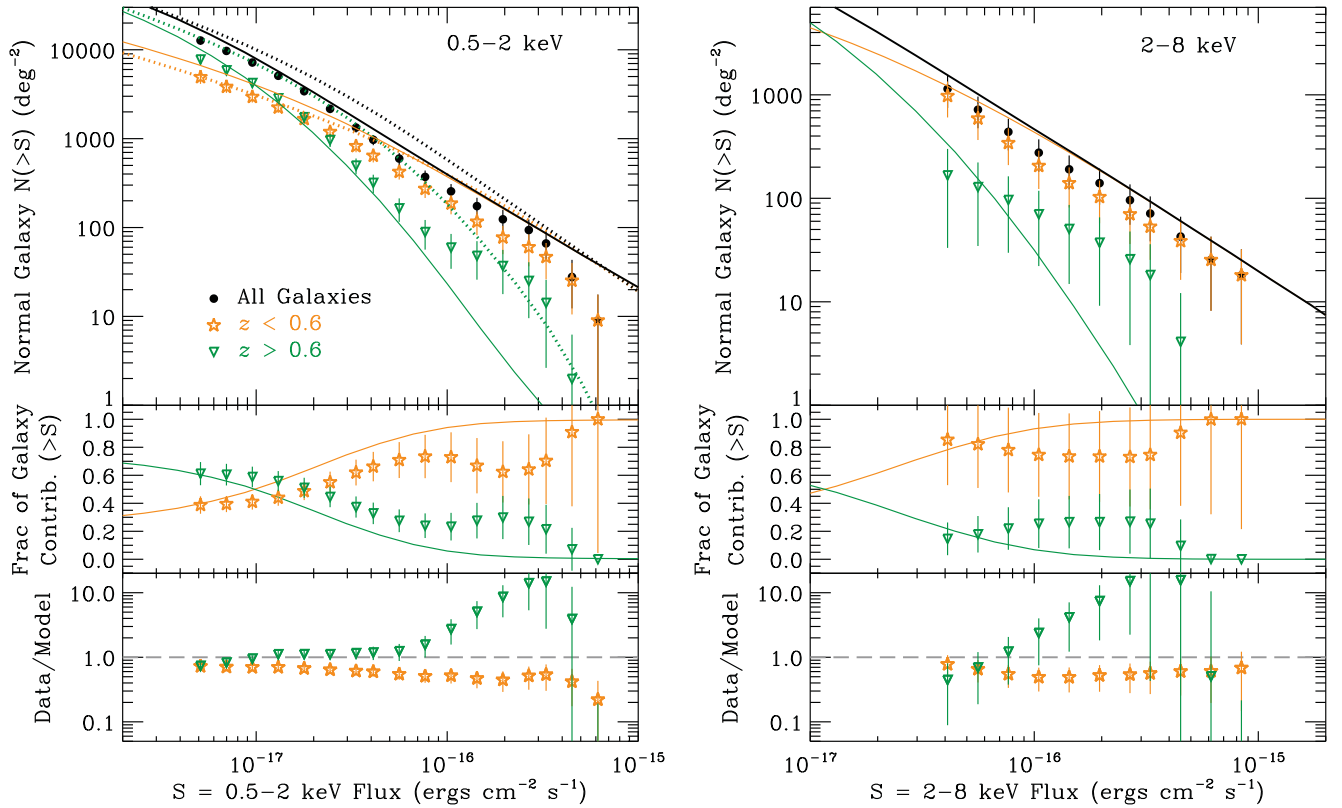 Normal Galaxy N(>S) (deg⁻²)
10000
1000
100
10
1
0.5–2 keV
All Galaxies
z < 0.6
z > 0.6
Frac of Galaxy
Contrib. (>S)
1.0
0.8
0.6
0.4
0.2
0.0
Data/Model
10.0
1.0
0.1
10⁻¹⁷
10⁻¹⁶
10⁻¹⁵
S = 0.5–2 keV Flux (ergs cm⁻² s⁻¹)
Normal Galaxy N(>S) (deg⁻²)
1000
100
10
1
2–8 keV
Frac of Galaxy
Contrib. (>S)
1.0
0.8
0.6
0.4
0.2
0.0
Data/Model
10.0
1.0
0.1
10⁻¹⁷
10⁻¹⁶
10⁻¹⁵
S = 2–8 keV Flux (ergs cm⁻² s⁻¹)